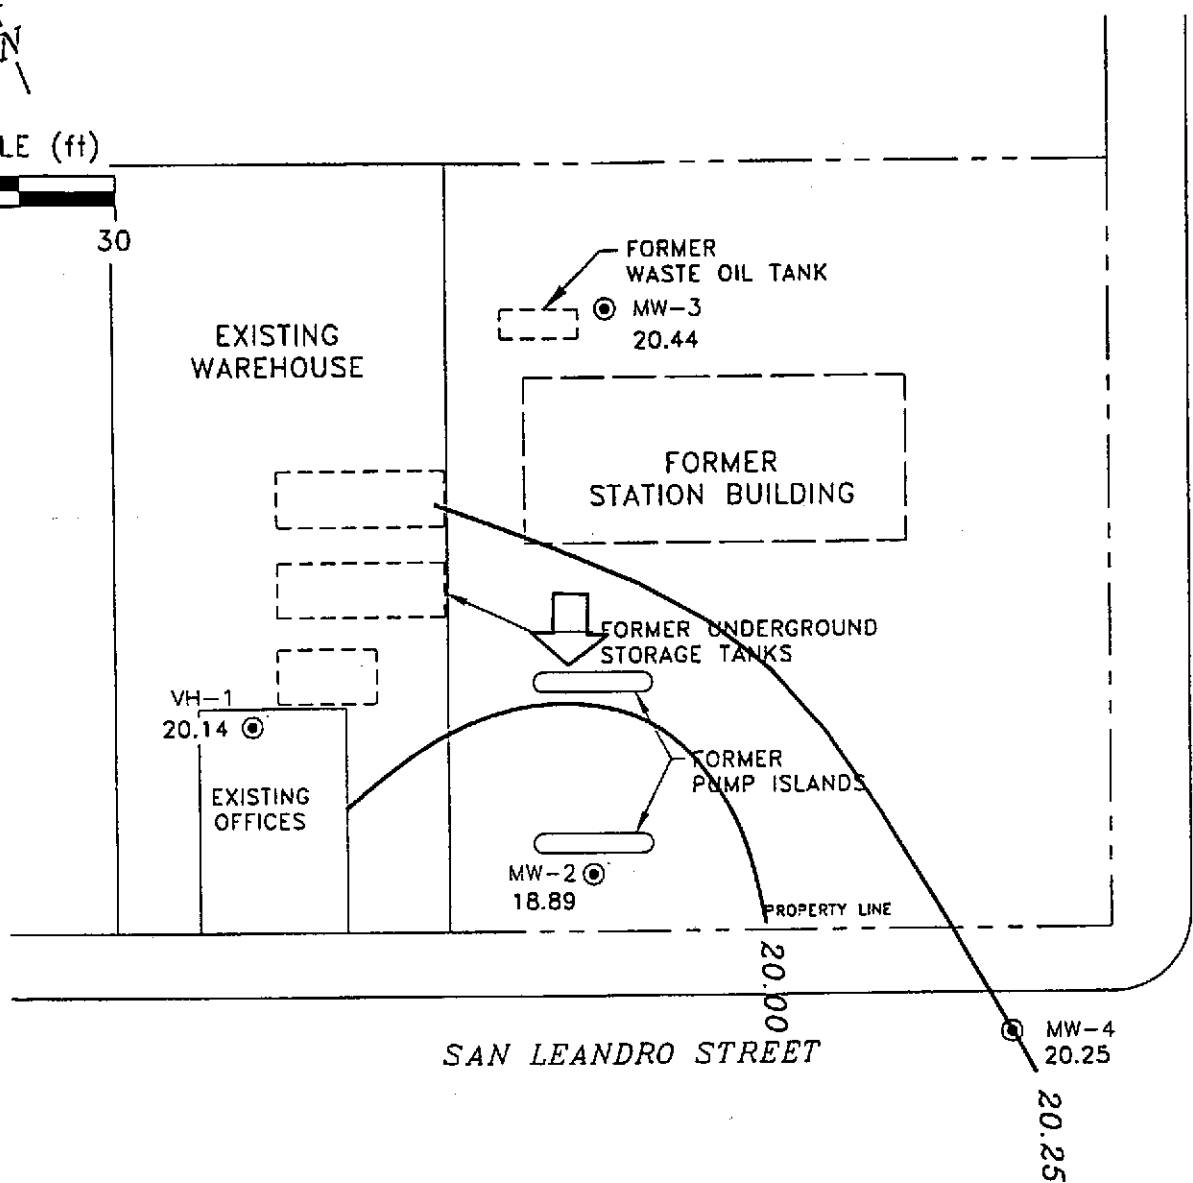 N
LE (ft)
30
FORMER
WASTE OIL TANK
MW-3
20.44
EXISTING
WAREHOUSE
FORMER
STATION BUILDING
FORMER UNDERGROUND
STORAGE TANKS
VH-1
20.14
FORMER
PUMP ISLANDS
EXISTING
OFFICES
MW-2
18.89
PROPERTY LINE
20.00
SAN LEANDRO STREET
MW-4
20.25
20.25